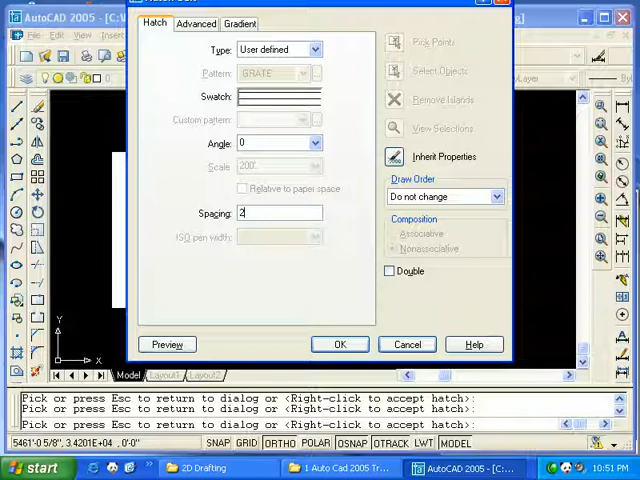 AutoCAD 2005 - [C:\
Hatch
Advanced
Gradient
Type:
User defined
Pick Points
Pattern:
GRATE
Select Objects
Swatch:
Remove Islands
Custom pattern:
View Selections
Angle:
0
Inherit Properties
Scale
200'.
Draw Order
Relative to paper space
Do not change
Spacing:
2
Composition
Associative
ISO pen width:
Nonassociative
Double
Preview
OK
Cancel
Help
Y
X
Model
Layout1
Layout2
Pick or press Esc to return to dialog or <Right-click to accept hatch>:
Pick or press Esc to return to dialog or <Right-click to accept hatch>:
Pick or press Esc to return to dialog or <Right-click to accept hatch>:
5461'-0 5/8", 3.4201E+04 , 0'-0"
SNAP
GRID
ORTHO
POLAR
OSNAP
OTRACK
LWT
MODEL
start
2D Drafting
1 Auto Cad 2005 Tr...
AutoCAD 2005 - [C:...
10:51 PM